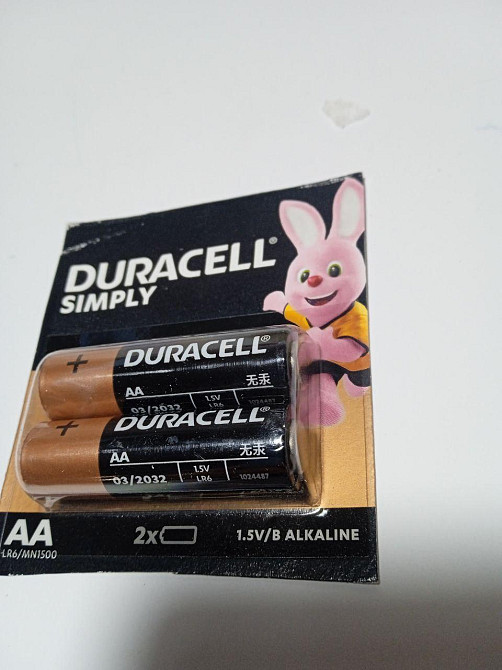 DURACELL®
SIMPLY
+
DURACELL®
AA
无汞
03/2032
1.5V
LR6
1024487
+
DURACELL®
AA
无汞
03/2032
1.5V
LR6
1024487
AA
LR6/MN1500
2x
1.5V/B ALKALINE